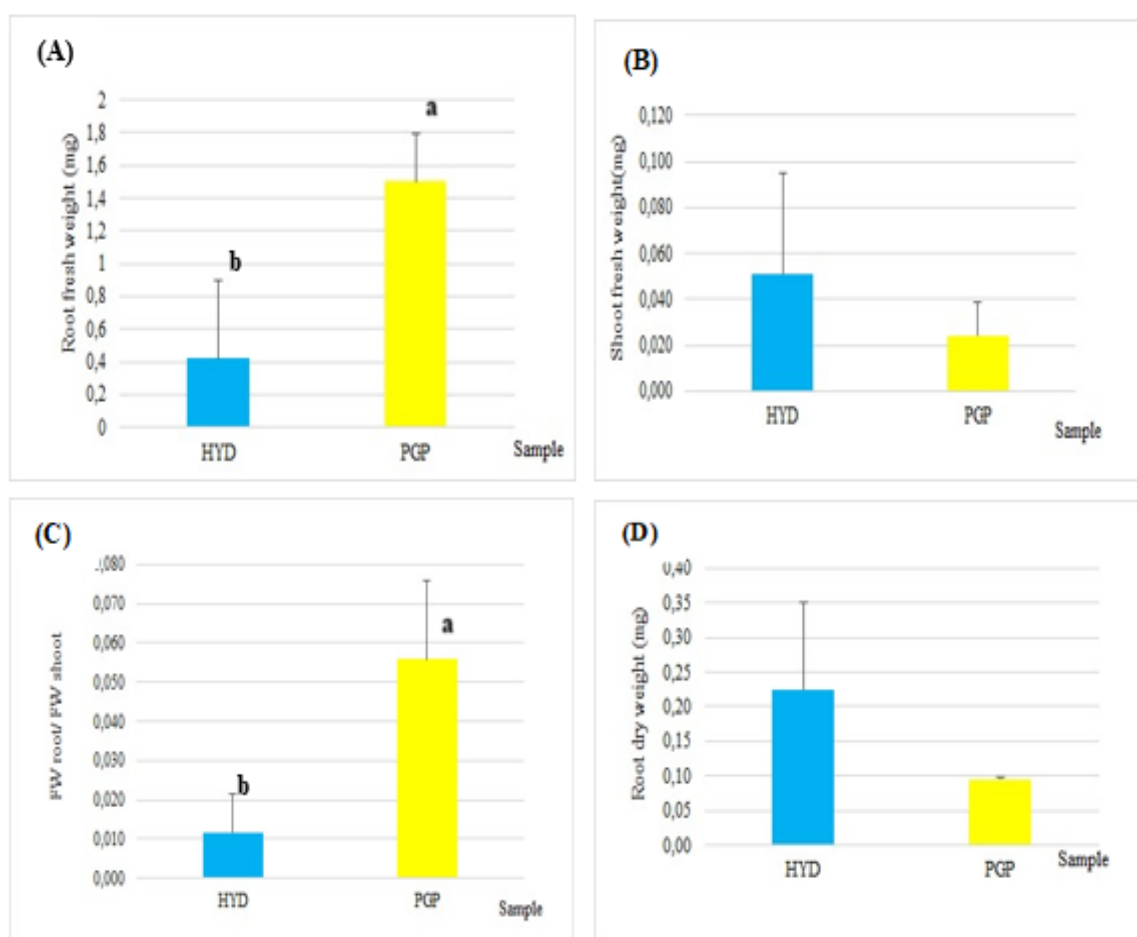 (A)
Root fresh weight (mg)
2
1,8
1,6
1,4
1,2
1
0,8
0,6
0,4
0,2
0
b
a
HYD
PGP
Sample
(B)
Shoot fresh weight(mg)
0,120
0,100
0,080
0,060
0,040
0,020
0,000
HYD
PGP
Sample
(C)
FW root/ FW shoot
0,080
0,070
0,060
0,050
0,040
0,030
0,020
0,010
0,000
b
a
HYD
PGP
Sample
(D)
Root dry weight (mg)
0,40
0,35
0,30
0,25
0,20
0,15
0,10
0,05
0,00
HYD
PGP
Sample